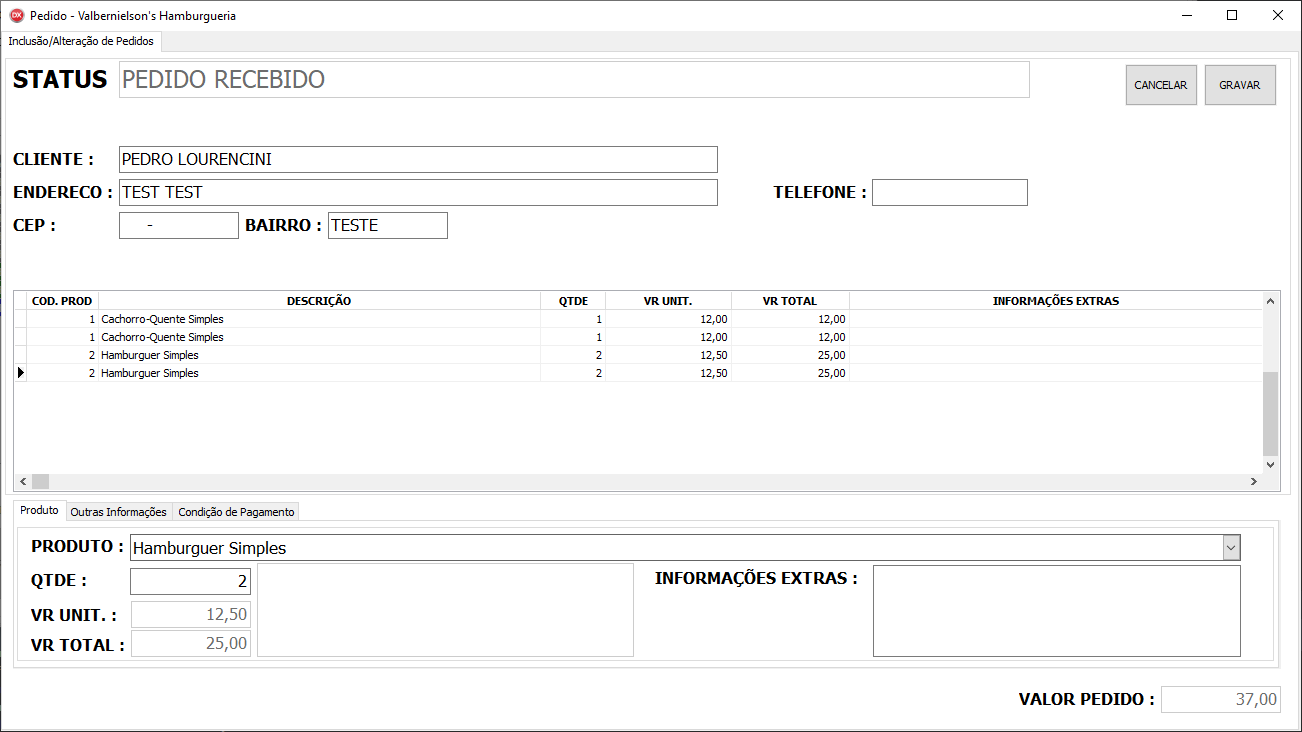 Pedido - Valbernielson's Hamburgueria
Inclusão/Alteração de Pedidos
STATUS PEDIDO RECEBIDO CANCELAR GRAVAR
CLIENTE : PEDRO LOURENCINI
ENDERECO : TEST TEST TELEFONE :
CEP : - BAIRRO : TESTE
COD. PROD DESCRIÇÃO QTDE VR UNIT. VR TOTAL INFORMAÇÕES EXTRAS
1 Cachorro-Quente Simples 1 12,00 12,00
1 Cachorro-Quente Simples 1 12,00 12,00
2 Hamburguer Simples 2 12,50 25,00
2 Hamburguer Simples 2 12,50 25,00
Produto Outras Informações Condição de Pagamento
PRODUTO : Hamburguer Simples
QTDE : 2 INFORMAÇÕES EXTRAS :
VR UNIT. : 12,50
VR TOTAL : 25,00
VALOR PEDIDO : 37,00